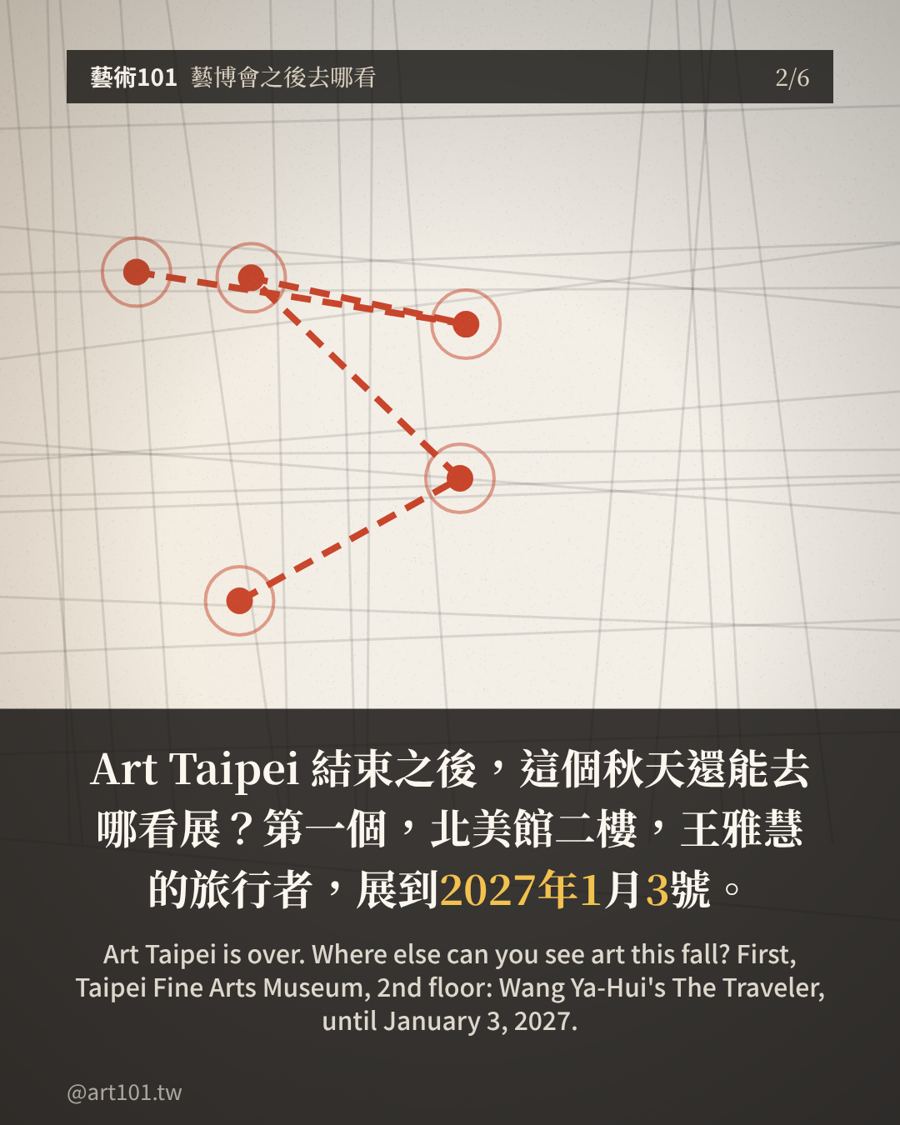 藝術101 藝博會之後去哪看
2/6
Art Taipei 結束之後，這個秋天還能去
哪看展？第一個，北美館二樓，王雅慧
的旅行者，展到2027年1月3號。
Art Taipei is over. Where else can you see art this fall? First,
Taipei Fine Arts Museum, 2nd floor: Wang Ya-Hui's The Traveler,
until January 3, 2027.
@art101.tw